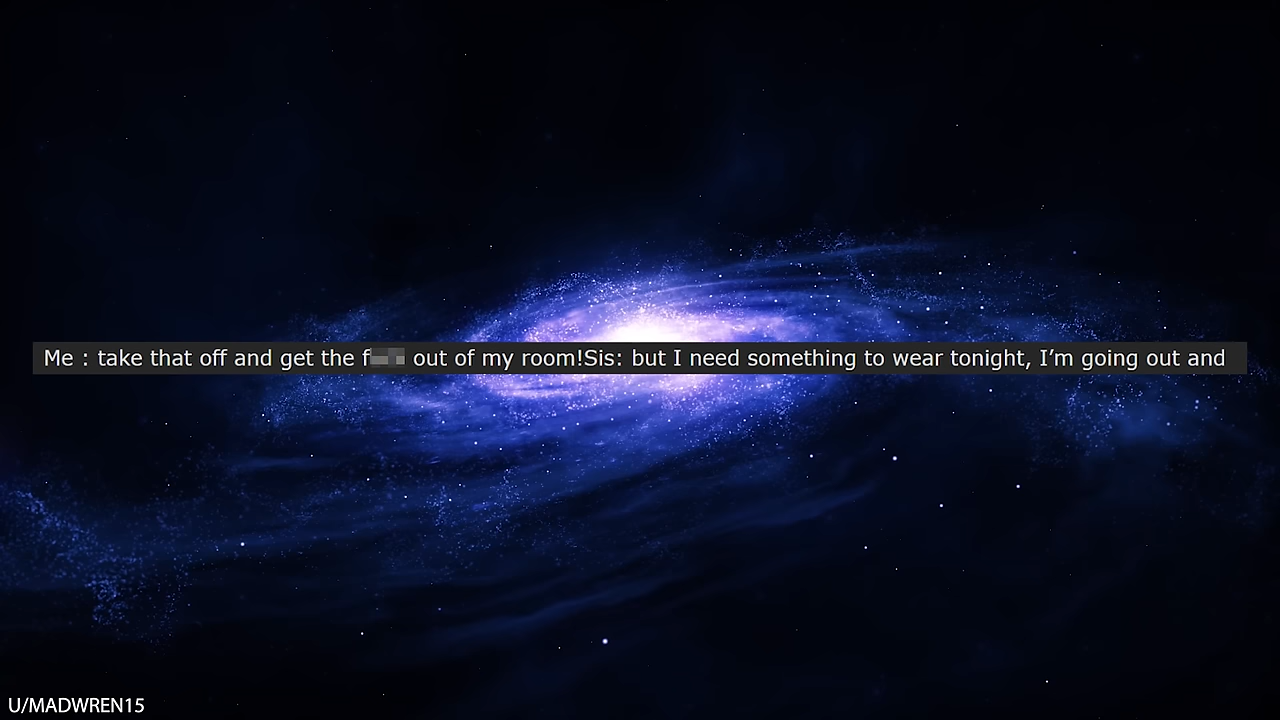 Me : take that off and get the f out of my room!Sis: but I need something to wear tonight, I’m going out and
U/MADWREN15